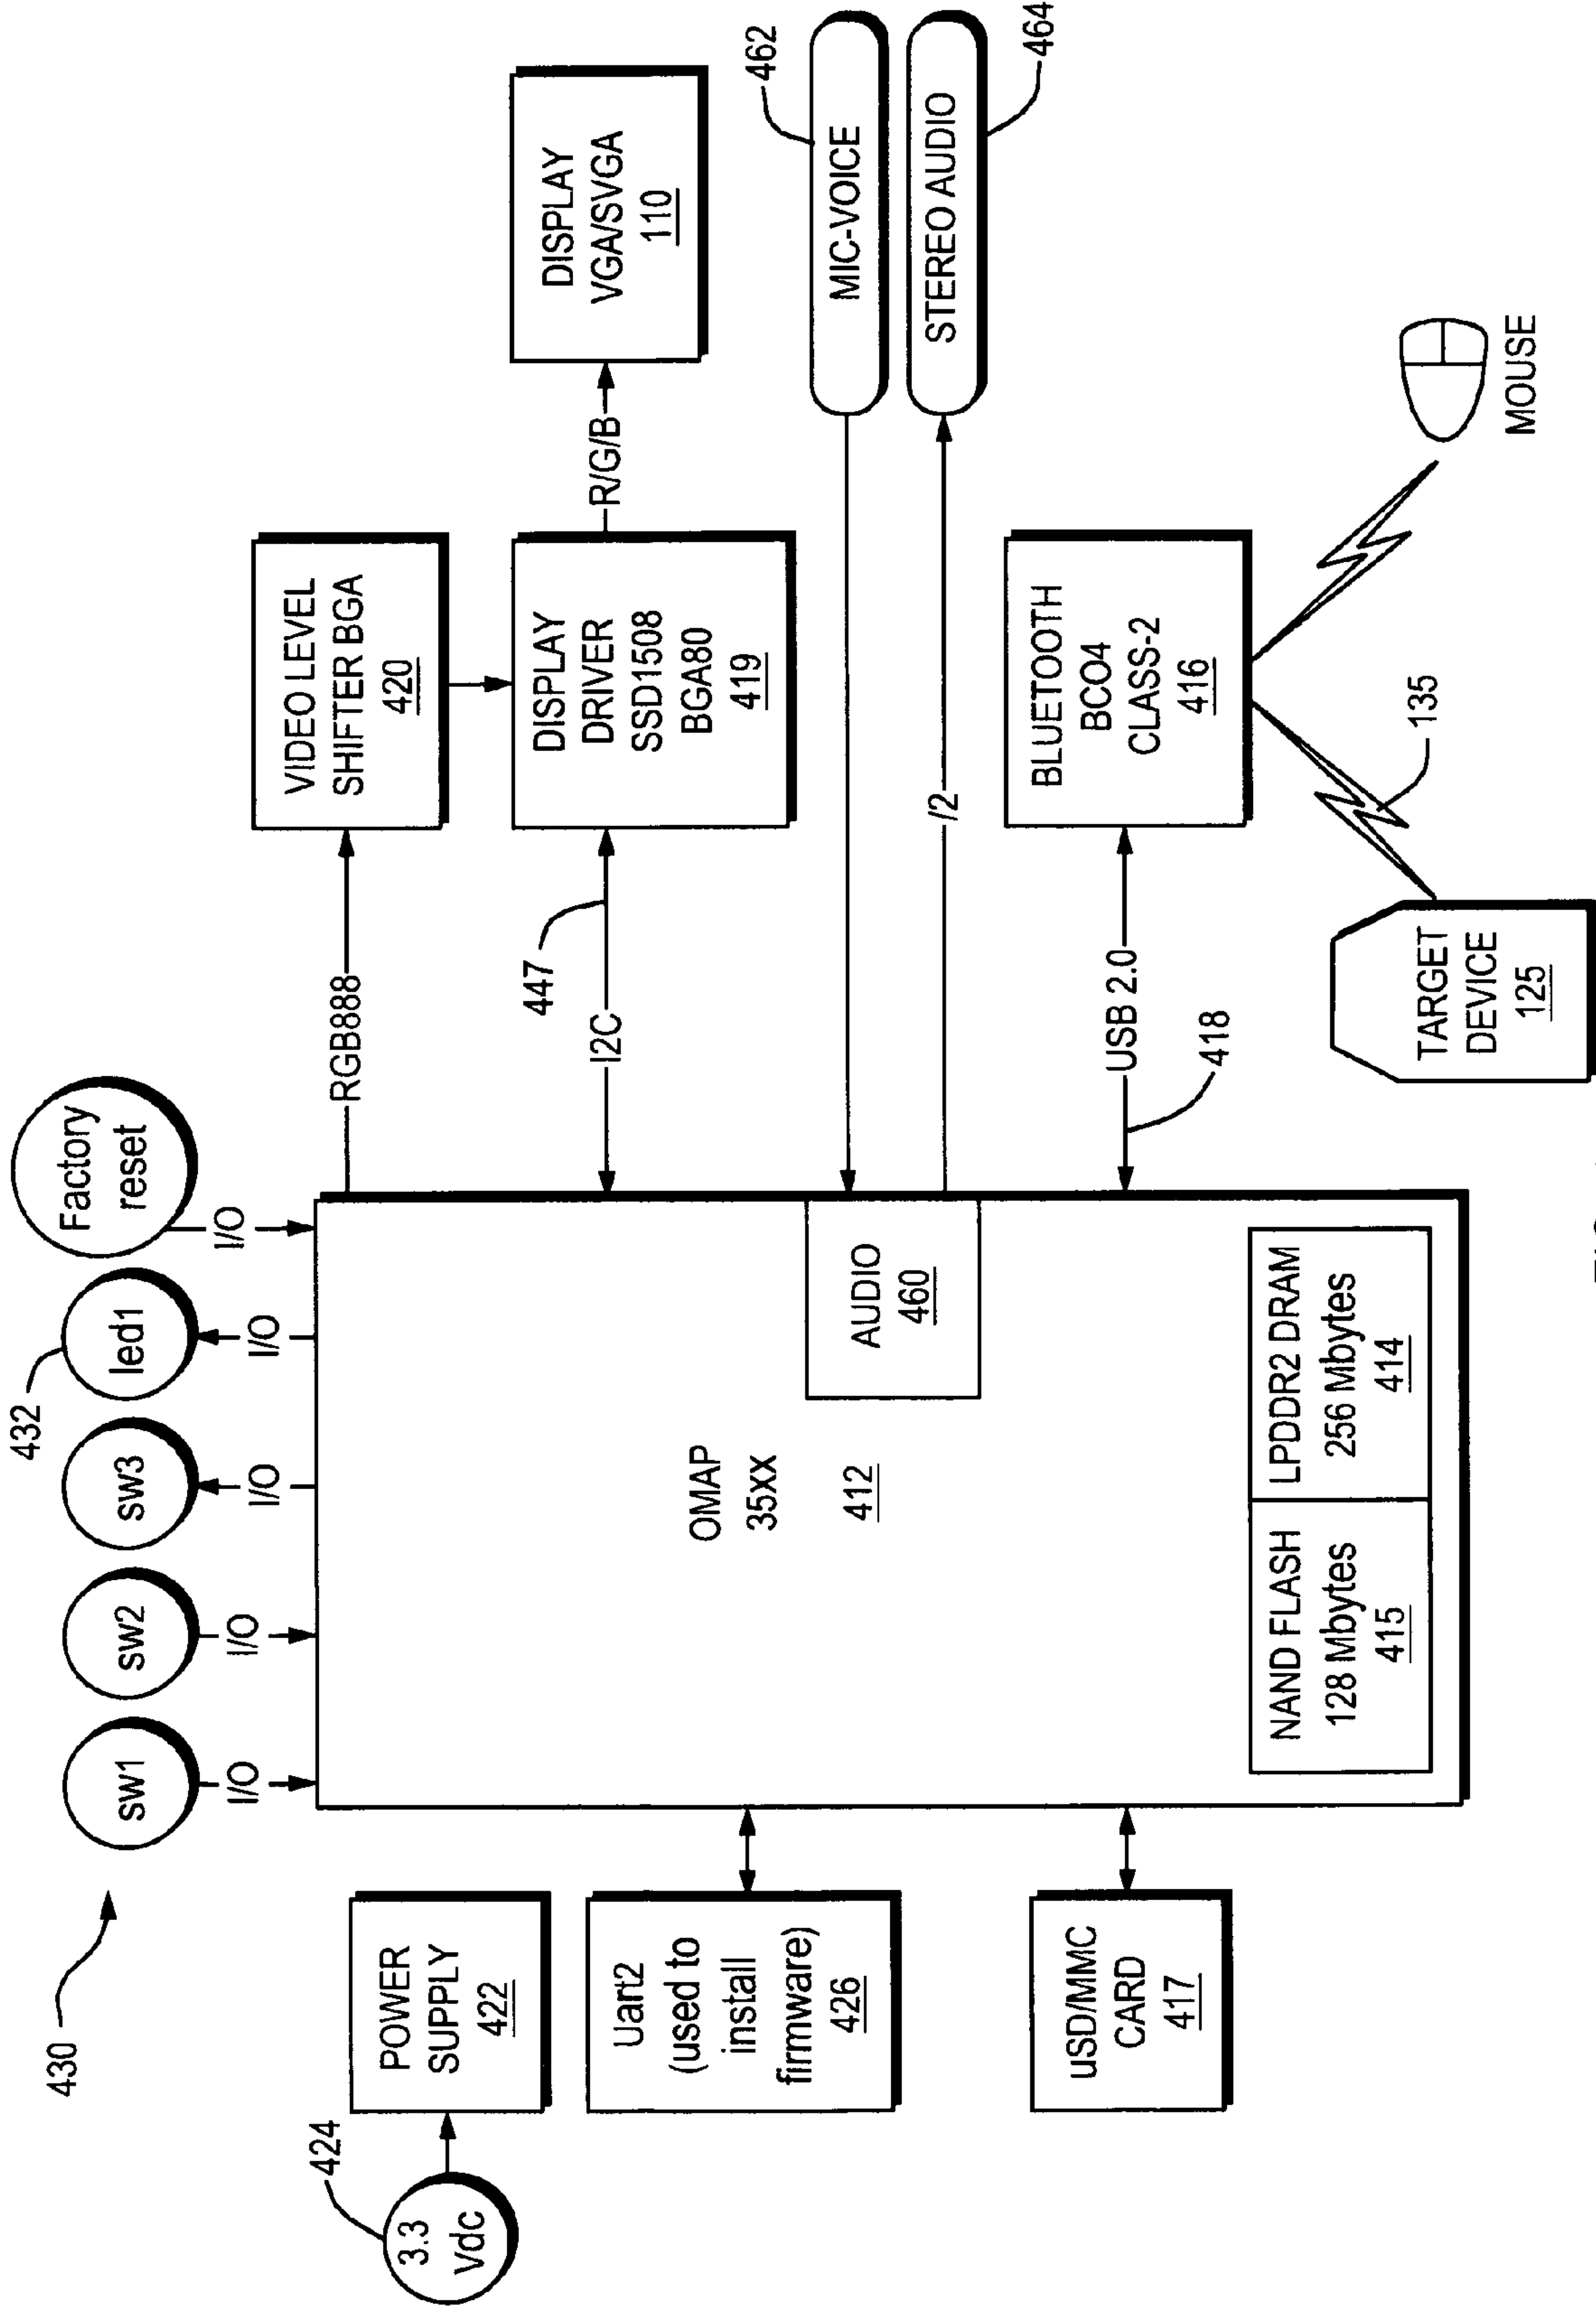 430
sw1
sw2
sw3
led1
432
Factory
reset
I/O
I/O
I/O
I/O
I/O
424
3.3
Vdc
POWER
SUPPLY
422
Uart2
(used to
install
firmware)
426
uSD/MMC
CARD
417
OMAP
35XX
412
AUDIO
460
NAND FLASH
128 Mbytes
415
LPDDR2 DRAM
256 Mbytes
414
RGB888
VIDEO LEVEL
SHIFTER BGA
420
I2C
447
DISPLAY
DRIVER
SSD1508
BGA80
419
R/G/B
DISPLAY
VGA/SVGA
110
462
MIC-VOICE
/2
STEREO AUDIO
464
USB 2.0
418
BLUETOOTH
BCO4
CLASS-2
416
TARGET
DEVICE
125
135
MOUSE